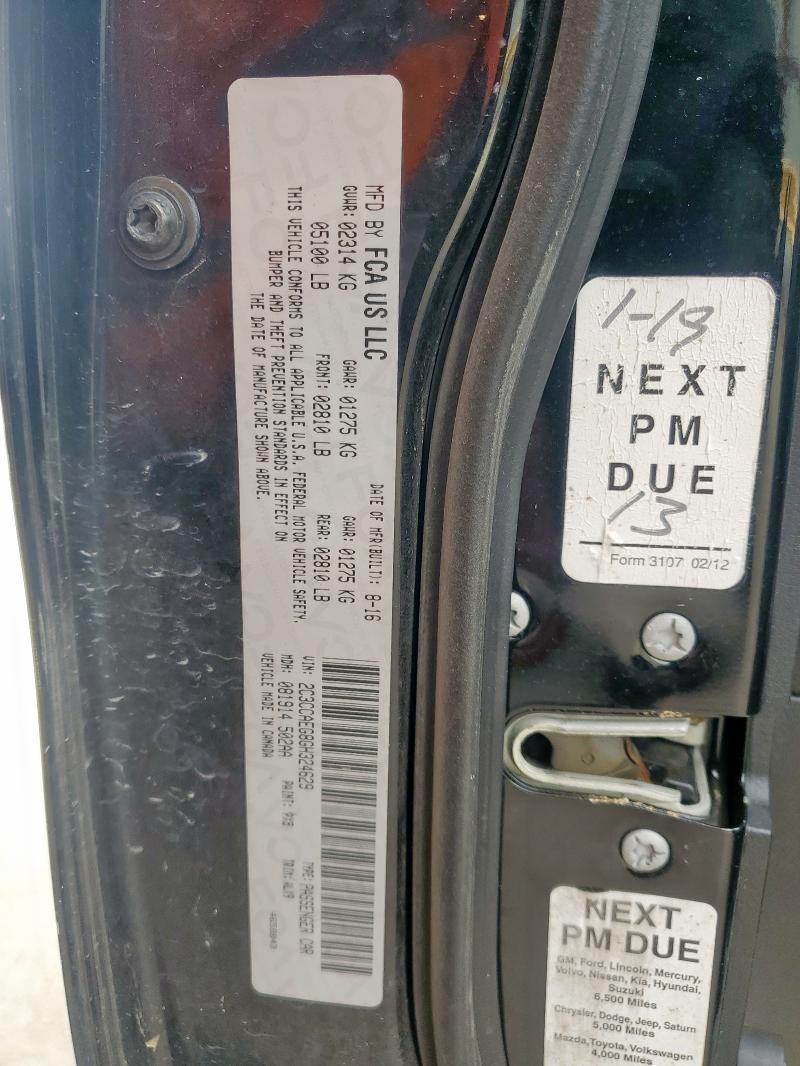 MFD BY FCA US LLC
DATE OF MFR(BUILT): 8-16
GVWR: 02314 KG
GAWR: 01275 KG
GAWR: 01275 KG
05100 LB
FRONT: 02810 LB
REAR: 02810 LB
THIS VEHICLE CONFORMS TO ALL APPLICABLE U.S.A. FEDERAL MOTOR VEHICLE SAFETY,
BUMPER AND THEFT PREVENTION STANDARDS IN EFFECT ON
THE DATE OF MANUFACTURE SHOWN ABOVE.
VIN: 2C3CCAEG8GH324629
TYPE: PASSENGER CAR
MDH: 081914 502AA
PAINT: PX8
TRIM: ALX9
VEHICLE MADE IN CANADA
1-19
NEXT
PM
DUE
13
Form 3107 02/12
NEXT
PM DUE
GM, Ford, Lincoln, Mercury,
Volvo, Nissan, Kia, Hyundai,
Suzuki
6,500 Miles
Chrysler, Dodge, Jeep, Saturn
5,000 Miles
Mazda,Toyota, Volkswagen
4,000 Miles